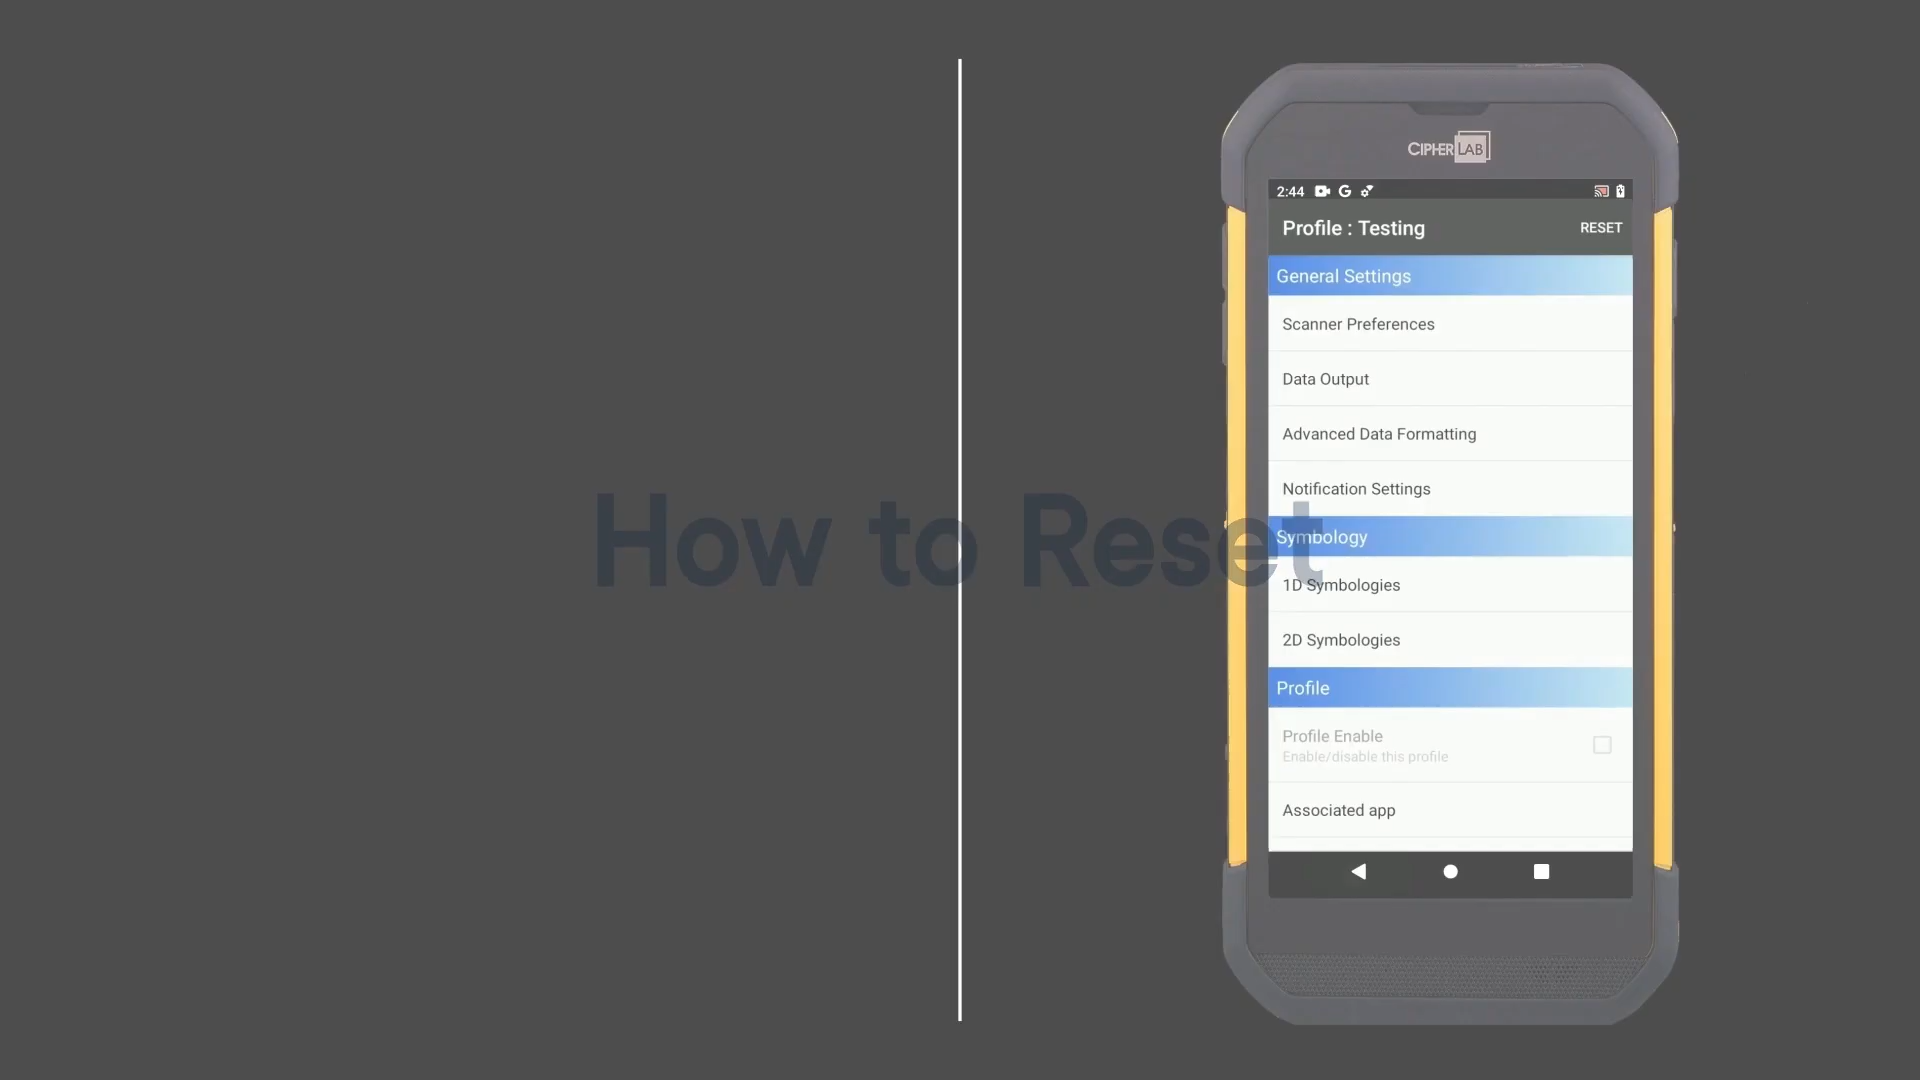 How to Reset
CIPHERLAB
2:44
Profile : Testing
RESET
General Settings
Scanner Preferences
Data Output
Advanced Data Formatting
Notification Settings
Symbology
1D Symbologies
2D Symbologies
Profile
Profile Enable
Enable/disable this profile
Associated app